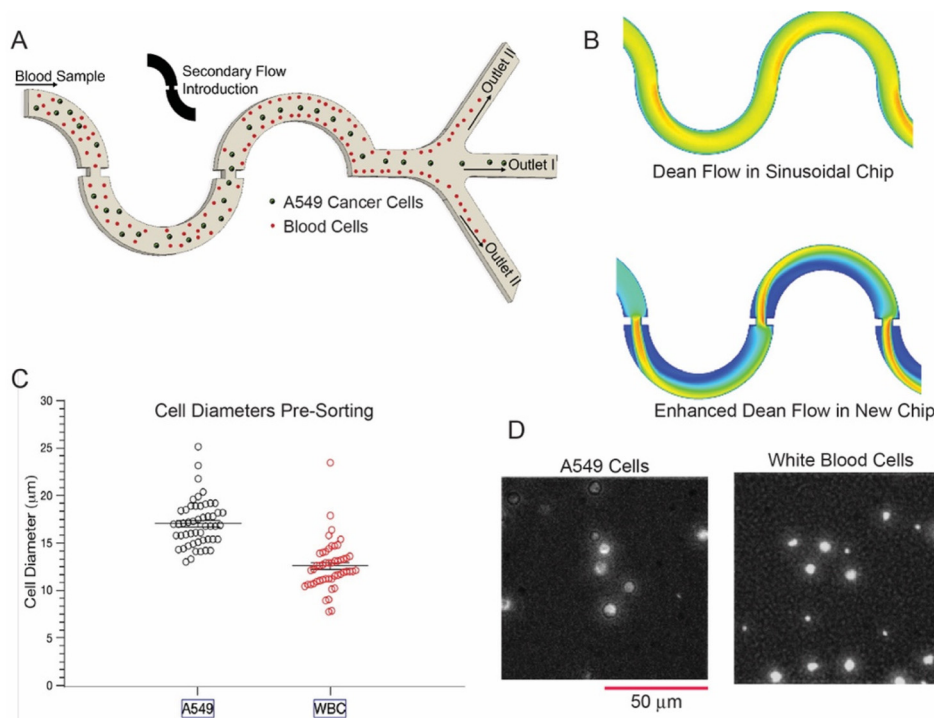 A
Blood Sample
Secondary Flow
Introduction
Outlet II
Outlet I
Outlet II
A549 Cancer Cells
Blood Cells
B
Dean Flow in Sinusoidal Chip
Enhanced Dean Flow in New Chip
C
Cell Diameters Pre-Sorting
Cell Diameter (μm)
30
25
20
15
10
5
0
A549
WBC
D
A549 Cells
White Blood Cells
50 μm